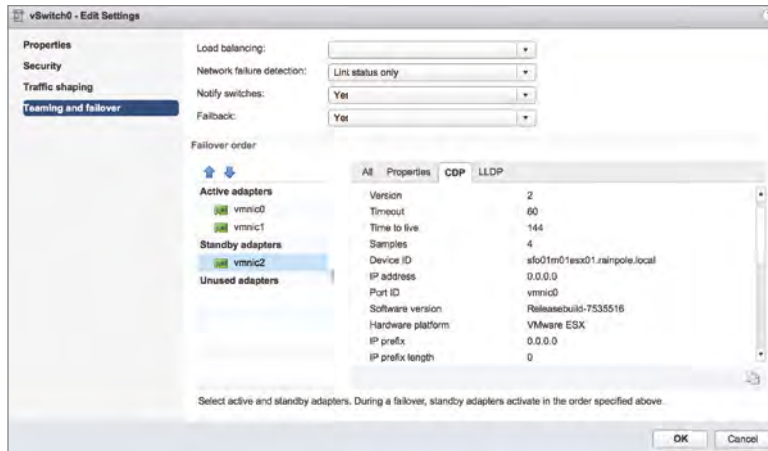 vSwitch0 - Edit Settings
Properties
Security
Traffic shaping
Teaming and failover
Load balancing:
Network failure detection: Link status only
Notify switches: Yes
Failback: Yes
Failover order
Active adapters
vmnic0
vmnic1
Standby adapters
vmnic2
Unused adapters
All Properties CDP LLDP
Version 2
Timeout 60
Time to live 144
Samples 4
Device ID sfo01m01esx01.rainpole.local
IP address 0.0.0.0
Port ID vmnic0
Software version Releasebuild-7535516
Hardware platform VMware ESX
IP prefix 0.0.0.0
IP prefix length 0
Select active and standby adapters. During a failover, standby adapters activate in the order specified above.
OK Cancel